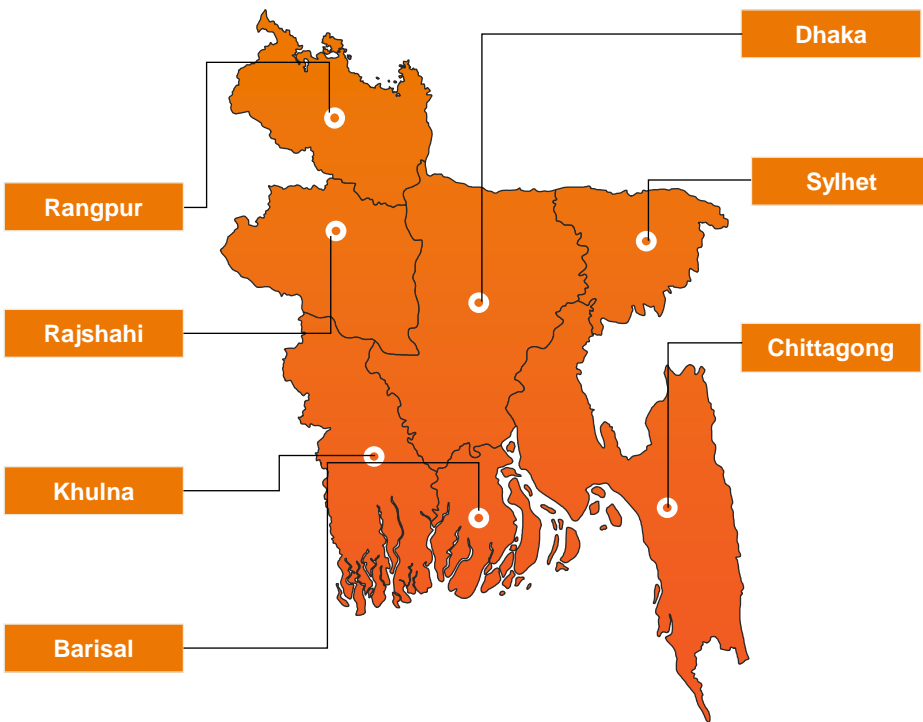 Dhaka
Sylhet
Rangpur
Rajshahi
Chittagong
Khulna
Barisal